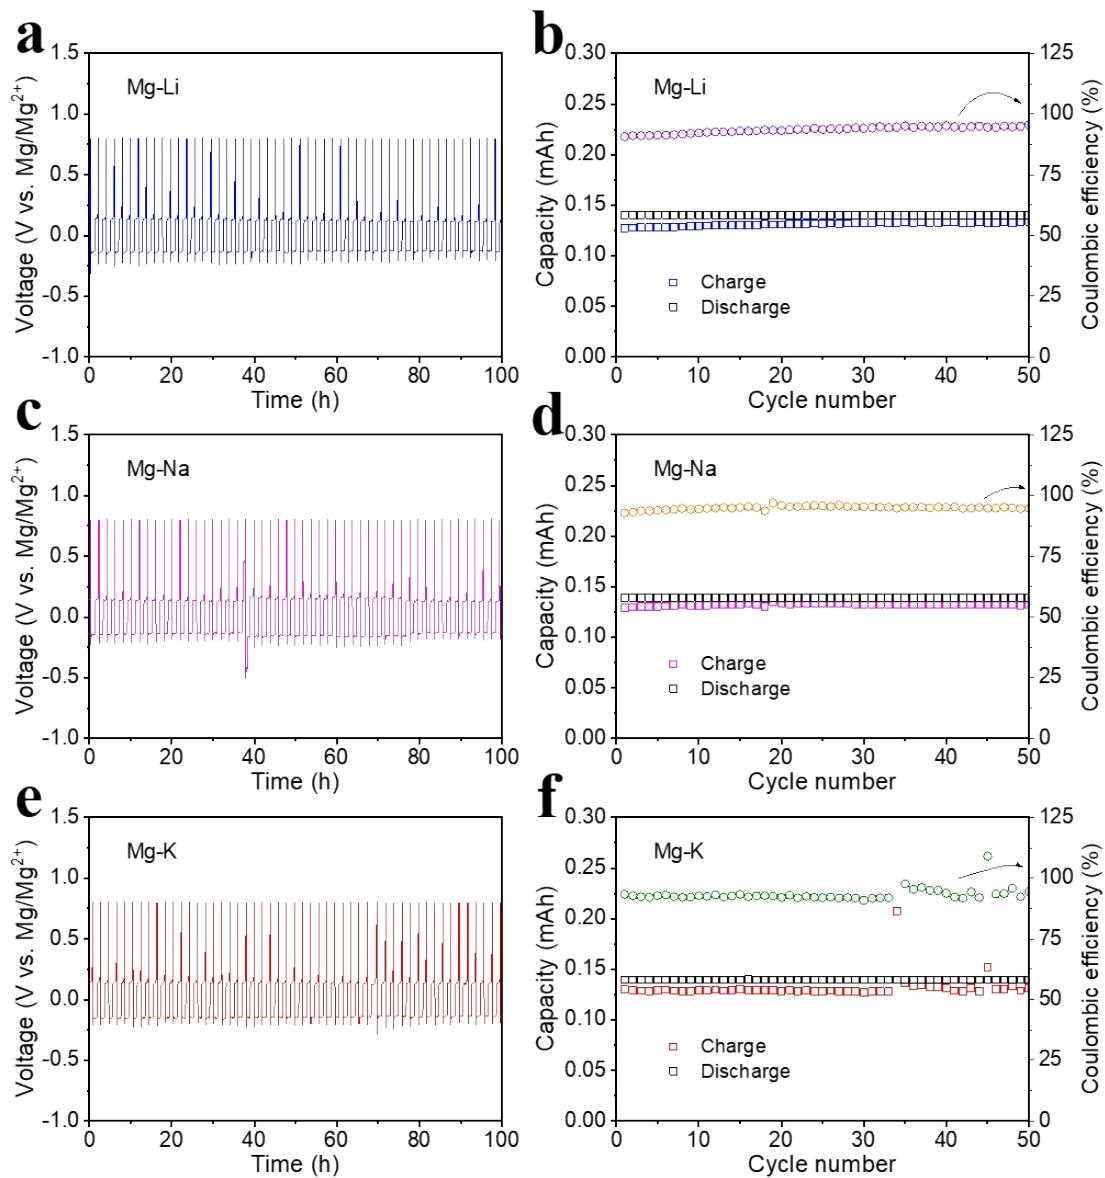 a
1.5
1.0
0.5
0.0
-0.5
-1.0
Voltage (V vs. Mg/Mg²⁺)
Mg-Li
0 20 40 60 80 100
Time (h)
b
0.30
0.25
0.20
0.15
0.10
0.05
0.00
Capacity (mAh)
Mg-Li
Charge
Discharge
125
100
75
50
25
0
Coulombic efficiency (%)
0 10 20 30 40 50
Cycle number
c
1.5
1.0
0.5
0.0
-0.5
-1.0
Voltage (V vs. Mg/Mg²⁺)
Mg-Na
0 20 40 60 80 100
Time (h)
d
0.30
0.25
0.20
0.15
0.10
0.05
0.00
Capacity (mAh)
Mg-Na
Charge
Discharge
125
100
75
50
25
0
Coulombic efficiency (%)
0 10 20 30 40 50
Cycle number
e
1.5
1.0
0.5
0.0
-0.5
-1.0
Voltage (V vs. Mg/Mg²⁺)
Mg-K
0 20 40 60 80 100
Time (h)
f
0.30
0.25
0.20
0.15
0.10
0.05
0.00
Capacity (mAh)
Mg-K
Charge
Discharge
125
100
75
50
25
0
Coulombic efficiency (%)
0 10 20 30 40 50
Cycle number